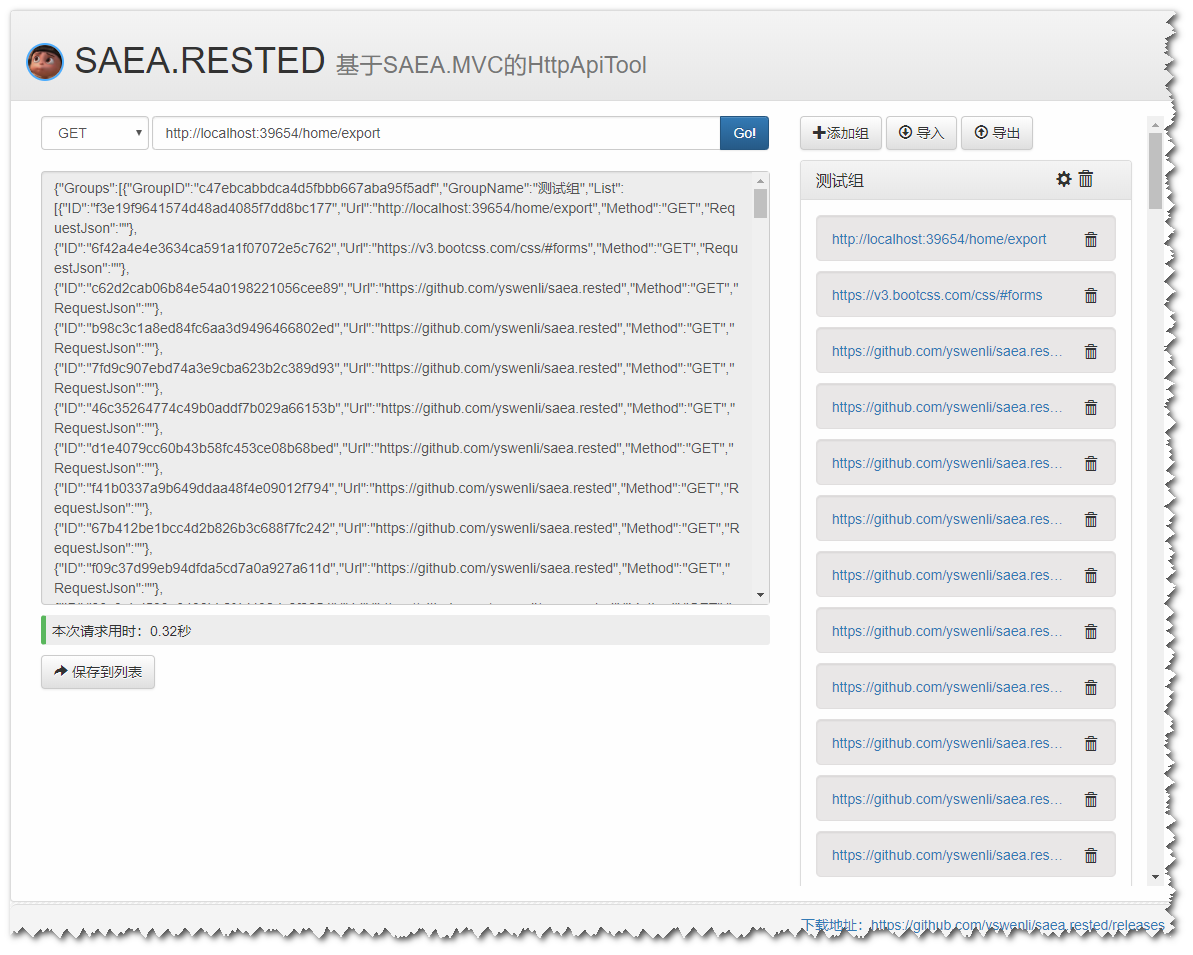 SAEA.RESTED 基于SAEA.MVC的HttpApiTool
GET
http://localhost:39654/home/export
Go!
{"Groups":[{"GroupID":"c47ebcabbdca4d5fbbb667aba95f5adf","GroupName":"测试组","List":
[{"ID":"f3e19f9641574d48ad4085f7dd8bc177","Url":"http://localhost:39654/home/export","Method":"GET","Req
uestJson":""},
{"ID":"6f42a4e4e3634ca591a1f07072e5c762","Url":"https://v3.bootcss.com/css/#forms","Method":"GET","Requ
estJson":""},
{"ID":"c62d2cab06b84e54a0198221056cee89","Url":"https://github.com/yswenli/saea.rested","Method":"GET","
RequestJson":""},
{"ID":"b98c3c1a8ed84fc6aa3d9496466802ed","Url":"https://github.com/yswenli/saea.rested","Method":"GET","
RequestJson":""},
{"ID":"7fd9c907ebd74a3e9cba623b2c389d93","Url":"https://github.com/yswenli/saea.rested","Method":"GET","
RequestJson":""},
{"ID":"46c35264774c49b0addf7b029a66153b","Url":"https://github.com/yswenli/saea.rested","Method":"GET","
RequestJson":""},
{"ID":"d1e4079cc60b43b58fc453ce08b68bed","Url":"https://github.com/yswenli/saea.rested","Method":"GET","
RequestJson":""},
{"ID":"f41b0337a9b649ddaa48f4e09012f794","Url":"https://github.com/yswenli/saea.rested","Method":"GET","R
equestJson":""},
{"ID":"67b412be1bcc4d2b826b3c688f7fc242","Url":"https://github.com/yswenli/saea.rested","Method":"GET","R
equestJson":""},
{"ID":"f09c37d99eb94dfda5cd7a0a927a611d","Url":"https://github.com/yswenli/saea.rested","Method":"GET","
RequestJson":""},
本次请求用时：0.32秒
保存到列表
添加组 导入 导出
测试组
http://localhost:39654/home/export
https://v3.bootcss.com/css/#forms
https://github.com/yswenli/saea.res…
https://github.com/yswenli/saea.res…
https://github.com/yswenli/saea.res…
https://github.com/yswenli/saea.res…
https://github.com/yswenli/saea.res…
https://github.com/yswenli/saea.res…
https://github.com/yswenli/saea.res…
https://github.com/yswenli/saea.res…
https://github.com/yswenli/saea.res…
https://github.com/yswenli/saea.res…
下载地址：https://github.com/yswenli/saea.rested/releases